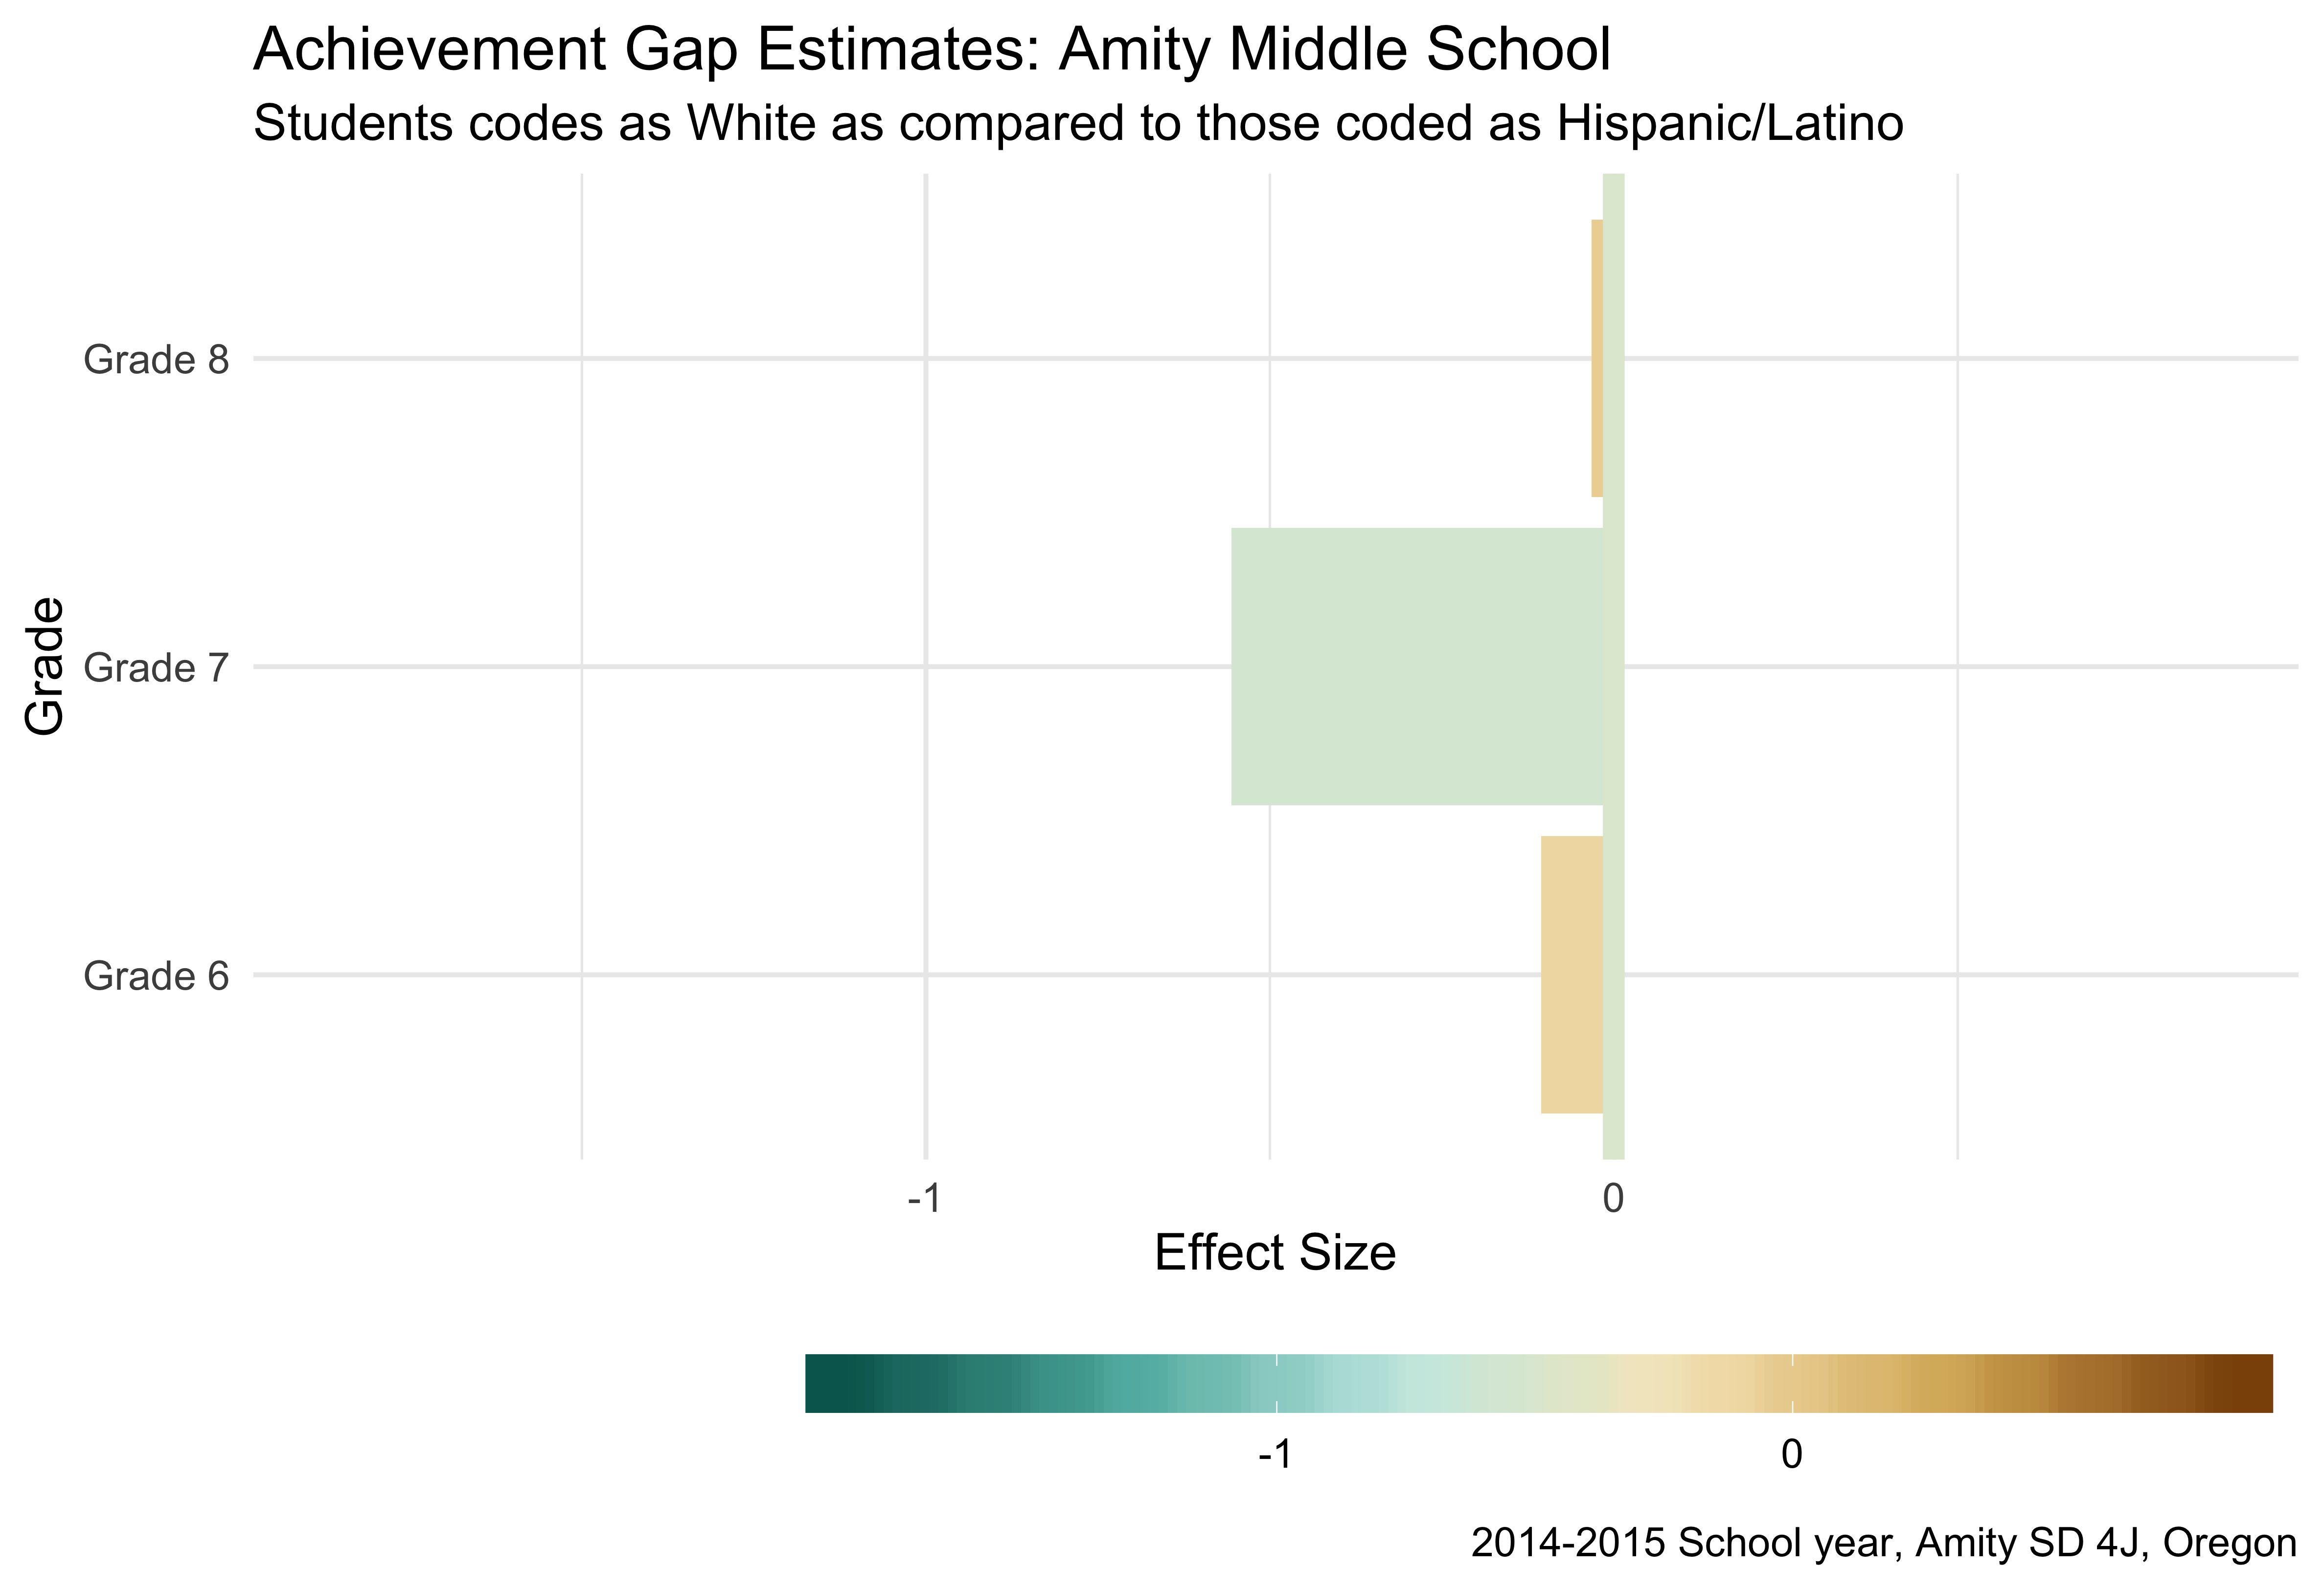 Achievement Gap Estimates: Amity Middle School
Students codes as White as compared to those coded as Hispanic/Latino
Grade
Grade 8
Grade 7
Grade 6
-1 0
Effect Size
-1 0
2014-2015 School year, Amity SD 4J, Oregon